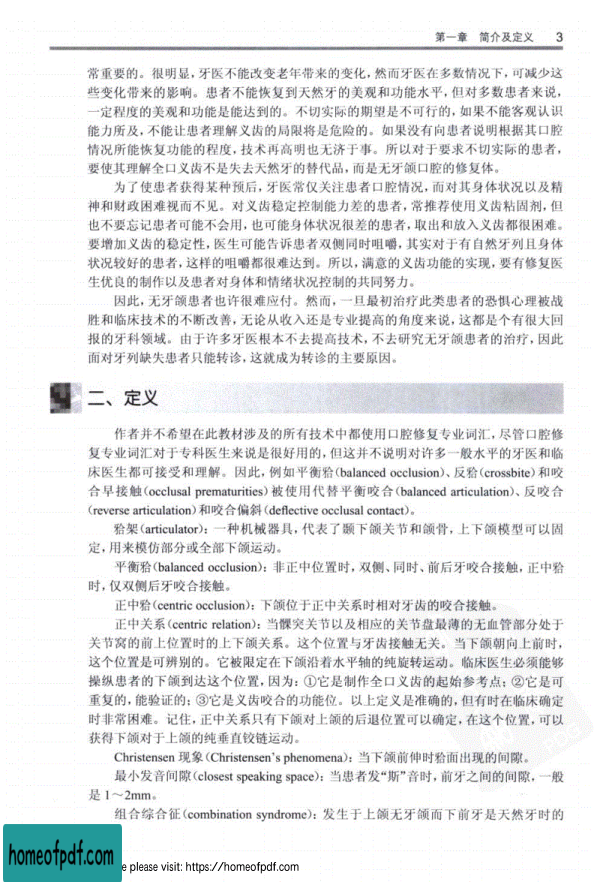 第一章 简介及定义 3
常重要的。很明显,牙医不能改变老年带来的变化,然而牙医在多数情况下,可减少这
些变化带来的影响。患者不能恢复到天然牙的美观和功能水平,但对多数患者来说,
一定程度的美观和功能是能达到的。不切实际的期望是不可行的,如果不能客观认识
能力所及,不能让患者理解义齿的局限将是危险的。如果没有向患者说明根据其口腔
情况所能恢复功能的程度,技术再高明也无济于事。所以对于要求不切实际的患者,
要使其理解全口义齿不是失去天然牙的替代品,而是无牙颌口腔的修复体。
为了使患者获得某种预后,牙医常仅关注患者口腔情况,而对其身体状况以及精
神和财政困难视而不见。对义齿稳定控制能力差的患者,常推荐使用义齿粘固剂,但
也不要忘记患者可能不会用,也可能身体状况很差的患者,取出和放入义齿都很困难。
要增加义齿的稳定性,医生可能告诉患者双侧同时咀嚼,其实对于有自然牙列且身体
状况较好的患者,这样的咀嚼都很难达到。所以,满意的义齿功能的实现,要有修复医
生优良的制作以及患者对身体和情绪状况控制的共同努力。
因此,无牙颌患者也许很难应付。然而,一旦最初治疗此类患者的恐惧心理被战
胜和临床技术的不断改善,无论从收入还是专业提高的角度来说,这都是个有很大回
报的牙科领域。由于许多牙医根本不去提高技术,不去研究无牙颌患者的治疗,因此
面对牙列缺失患者只能转诊,这就成为转诊的主要原因。
二、定义
作者并不希望在此教材涉及的所有技术中都使用口腔修复专业词汇,尽管口腔修
复专业词汇对于专科医生来说是很好用的,但这并不说明对许多一般水平的牙医和临
床医生都可接受和理解。因此,例如平衡𬌗(balanced occlusion)、反𬌗(crossbite)和咬
合早接触(occlusal prematurities)被使用代替平衡咬合(balanced articulation)、反咬合
(reverse articulation)和咬合偏斜(deflective occlusal contact)。
𬌗架(articulator):一种机械器具,代表了颞下颌关节和颌骨,上下颌模型可以固
定,用来模仿部分或全部下颌运动。
平衡𬌗(balanced occlusion):非正中位置时,双侧、同时、前后牙咬合接触,正中𬌗
时,仅双侧后牙咬合接触。
正中𬌗(centric occlusion):下颌位于正中关系时相对牙齿的咬合接触。
正中关系(centric relation):当髁突关节以及相应的关节盘最薄的无血管部分处于
关节窝的前上位置时的上下颌关系。这个位置与牙齿接触无关。当下颌朝向上前时,
这个位置是可辨别的。它被限定在下颌沿着水平轴的纯旋转运动。临床医生必须能够
操纵患者的下颌到达这个位置,因为:①它是制作全口义齿的起始参考点;②它是可
重复的,能验证的;③它是义齿咬合的功能位。以上定义是准确的,但有时在临床确定
时非常困难。记住,正中关系只有下颌对上颌的后退位置可以确定,在这个位置,可以
获得下颌对于上颌的纯垂直铰链运动。
Christensen 现象(Christensen's phenomena):当下颌前伸时𬌗面出现的间隙。
最小发音间隙(closest speaking space):当患者发“斯”音时,前牙之间的间隙,一般
是 1～2mm。
组合综合征(combination syndrome):发生于上颌无牙颌而下前牙是天然牙时的
homeofpdf.com
e please visit: https://homeofpdf.com